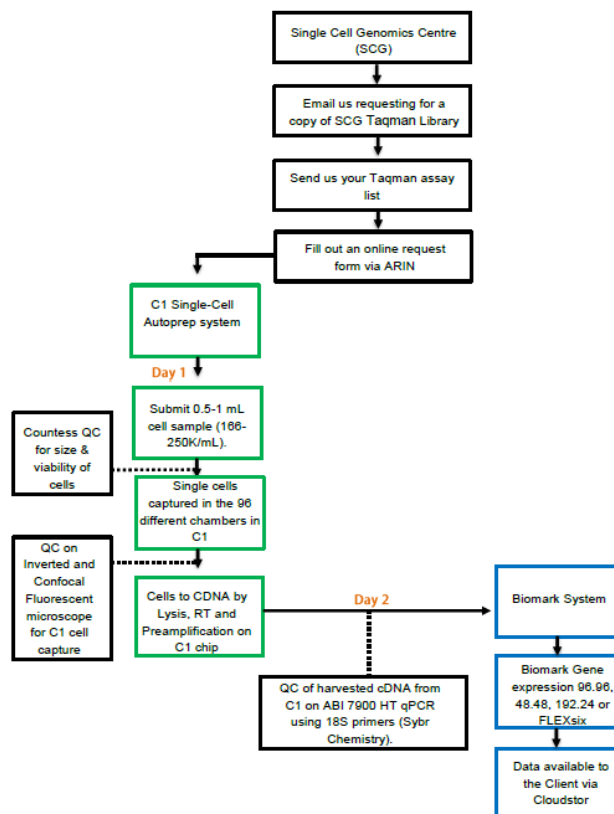 Single Cell Genomics Centre
(SCG)
Email us requesting for a
copy of SCG Taqman Library
Send us your Taqman assay
list
Fill out an online request
form via ARIN
C1 Single-Cell
Autoprep system
Day 1
Submit 0.5-1 mL
cell sample (166-
250K/mL).
Countess QC
for size &
viability of
cells
Single cells
captured in the 96
different chambers in
C1
QC on
Inverted and
Confocal
Fluorescent
microscope
for C1 cell
capture
Cells to CDNA by
Lysis, RT and
Preamplification on
C1 chip
Day 2
Biomark System
QC of harvested cDNA from
C1 on ABI 7900 HT qPCR
using 18S primers (Sybr
Chemistry).
Biomark Gene
expression 96.96,
48.48, 192.24 or
FLEXsix
Data available to
the Client via
Cloudstor